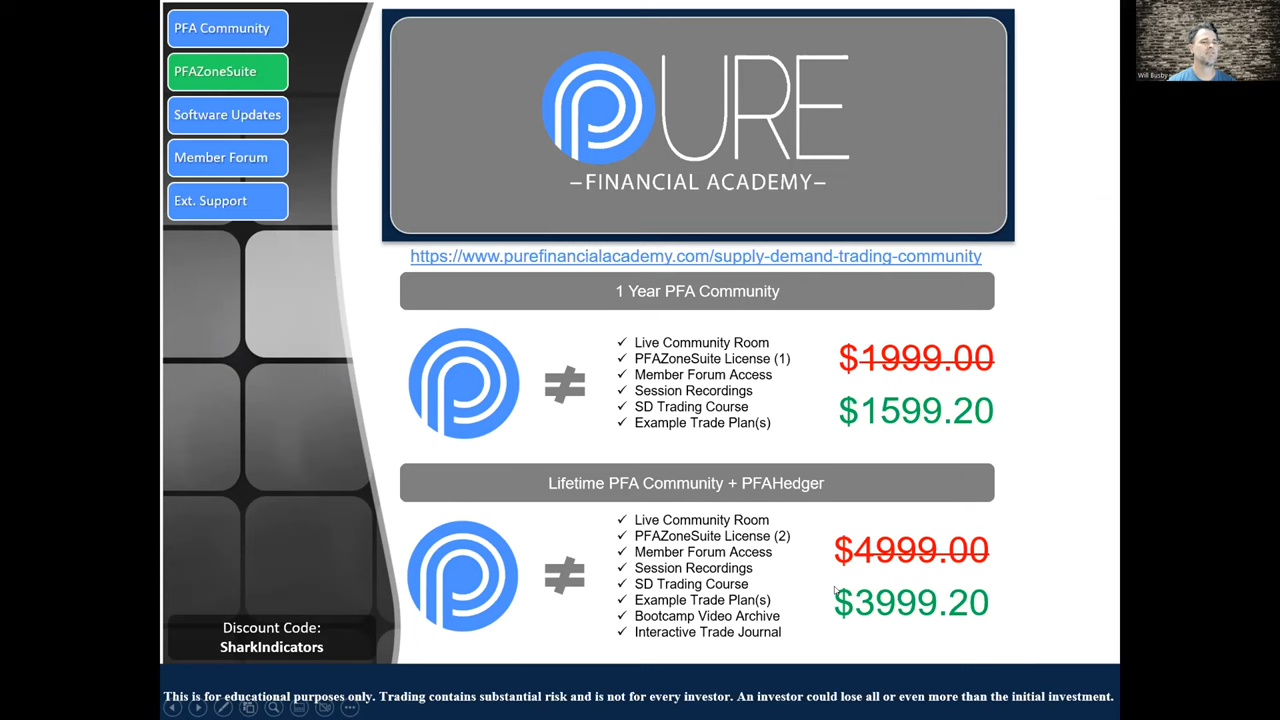 PFA Community
PFAZoneSuite
Software Updates
Member Forum
Ext. Support
PURE
–FINANCIAL ACADEMY–
https://www.purefinancialacademy.com/supply-demand-trading-community
1 Year PFA Community
≠
✓ Live Community Room
✓ PFAZoneSuite License (1)
✓ Member Forum Access
✓ Session Recordings
✓ SD Trading Course
✓ Example Trade Plan(s)
$1999.00
$1599.20
Lifetime PFA Community + PFAHedger
≠
✓ Live Community Room
✓ PFAZoneSuite License (2)
✓ Member Forum Access
✓ Session Recordings
✓ SD Trading Course
✓ Example Trade Plan(s)
✓ Bootcamp Video Archive
✓ Interactive Trade Journal
$4999.00
$3999.20
Discount Code:
SharkIndicators
This is for educational purposes only. Trading contains substantial risk and is not for every investor. An investor could lose all or even more than the initial investment.
Will Busby